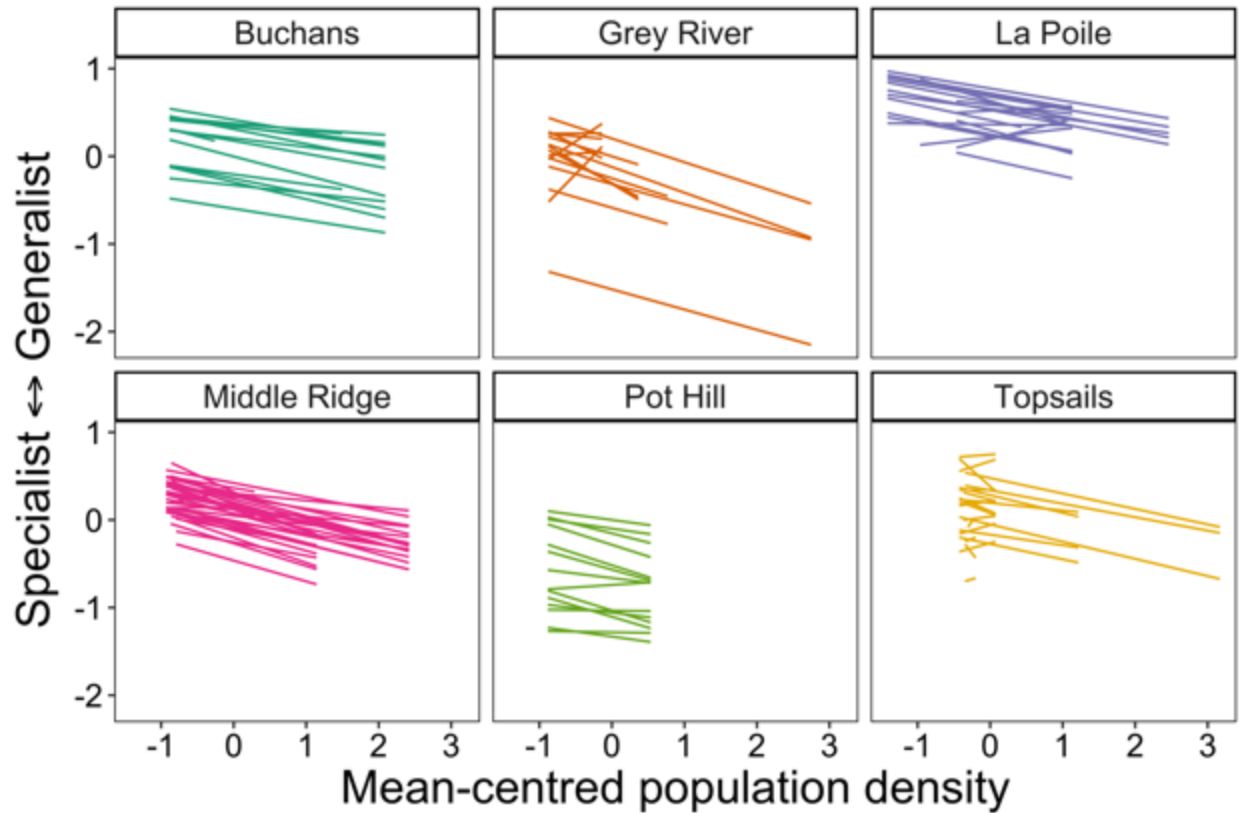 Buchans
Grey River
La Poile
1
0
-1
-2
Middle Ridge
Pot Hill
Topsails
1
0
-1
-2
-1 0 1 2 3
-1 0 1 2 3
-1 0 1 2 3
Specialist ↔ Generalist
Mean-centred population density